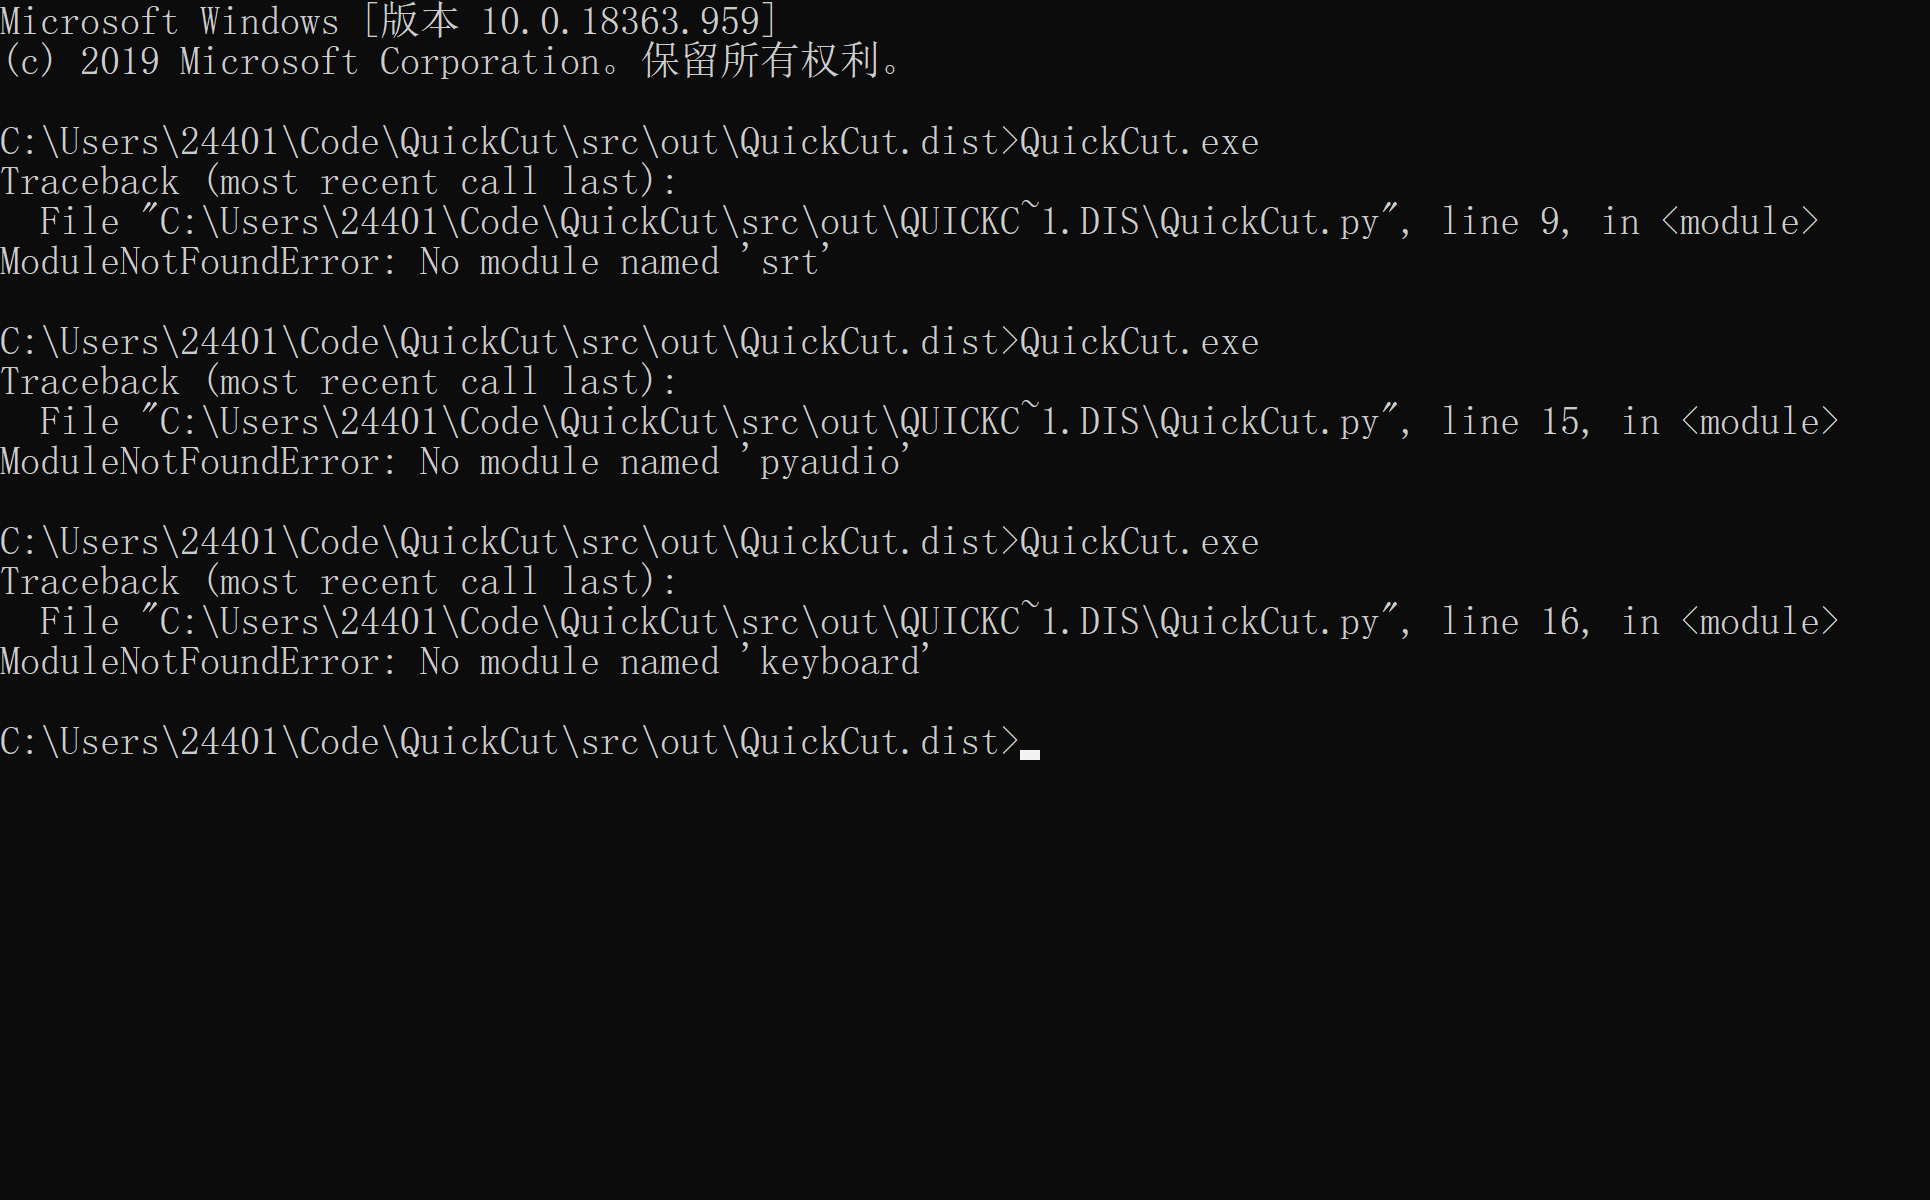 Microsoft Windows [版本 10.0.18363.959]
(c) 2019 Microsoft Corporation。保留所有权利。
C:\Users\24401\Code\QuickCut\src\out\QuickCut.dist>QuickCut.exe
Traceback (most recent call last):
  File "C:\Users\24401\Code\QuickCut\src\out\QUICKC~1.DIS\QuickCut.py", line 9, in <module>
ModuleNotFoundError: No module named 'srt'
C:\Users\24401\Code\QuickCut\src\out\QuickCut.dist>QuickCut.exe
Traceback (most recent call last):
  File "C:\Users\24401\Code\QuickCut\src\out\QUICKC~1.DIS\QuickCut.py", line 15, in <module>
ModuleNotFoundError: No module named 'pyaudio'
C:\Users\24401\Code\QuickCut\src\out\QuickCut.dist>QuickCut.exe
Traceback (most recent call last):
  File "C:\Users\24401\Code\QuickCut\src\out\QUICKC~1.DIS\QuickCut.py", line 16, in <module>
ModuleNotFoundError: No module named 'keyboard'
C:\Users\24401\Code\QuickCut\src\out\QuickCut.dist>